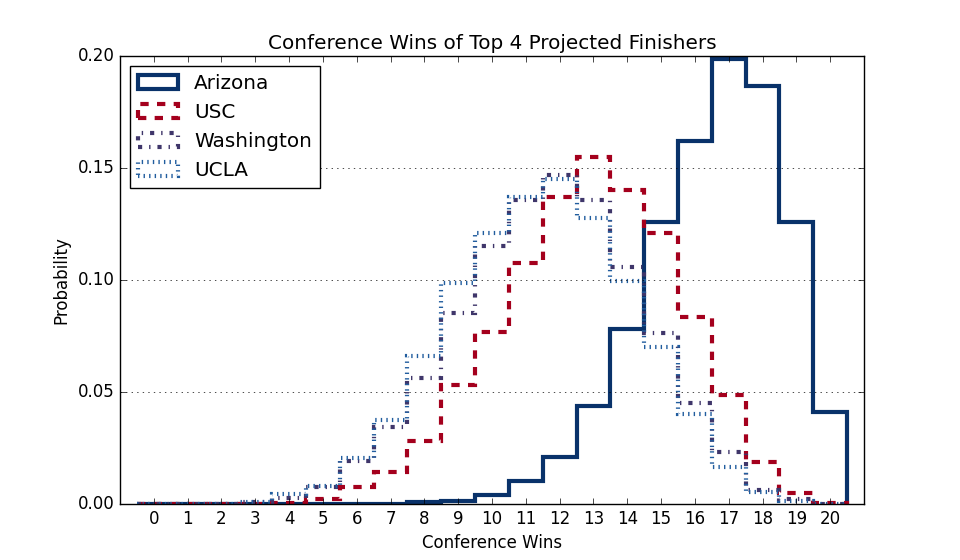 Conference Wins of Top 4 Projected Finishers
Arizona
USC
Washington
UCLA
0.20
0.15
0.10
0.05
0.00
Probability
0 1 2 3 4 5 6 7 8 9 10 11 12 13 14 15 16 17 18 19 20
Conference Wins